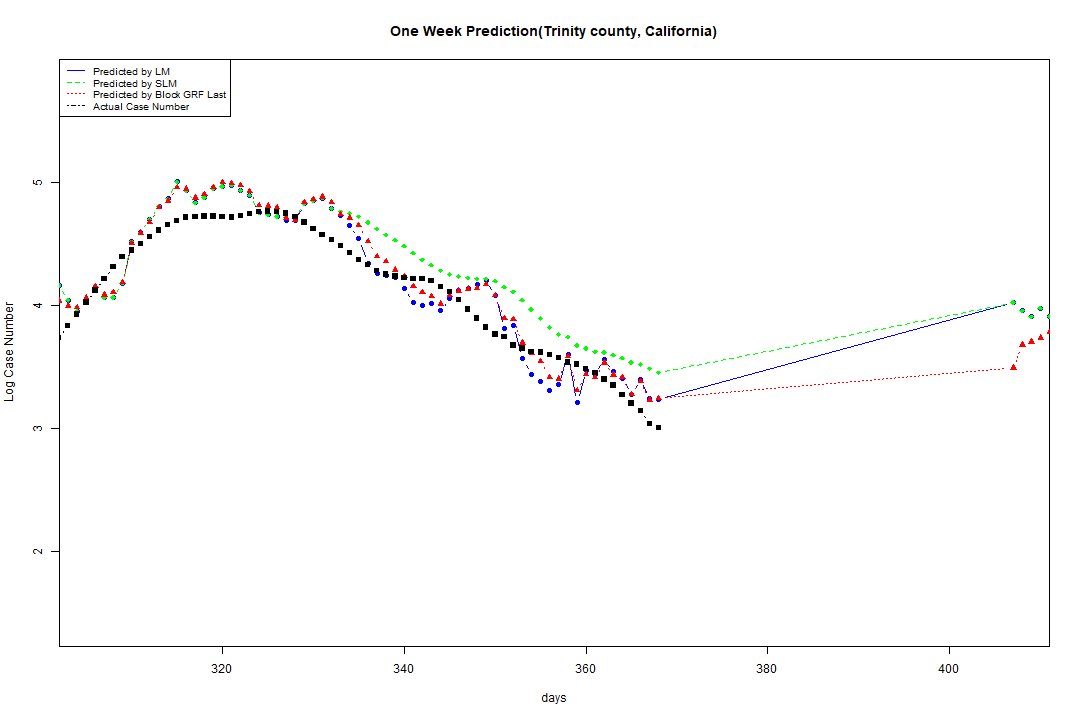 One Week Prediction(Trinity county, California)
Predicted by LM
Predicted by SLM
Predicted by Block GRF Last
Actual Case Number
5
4
3
2
Log Case Number
320 340 360 380 400
days